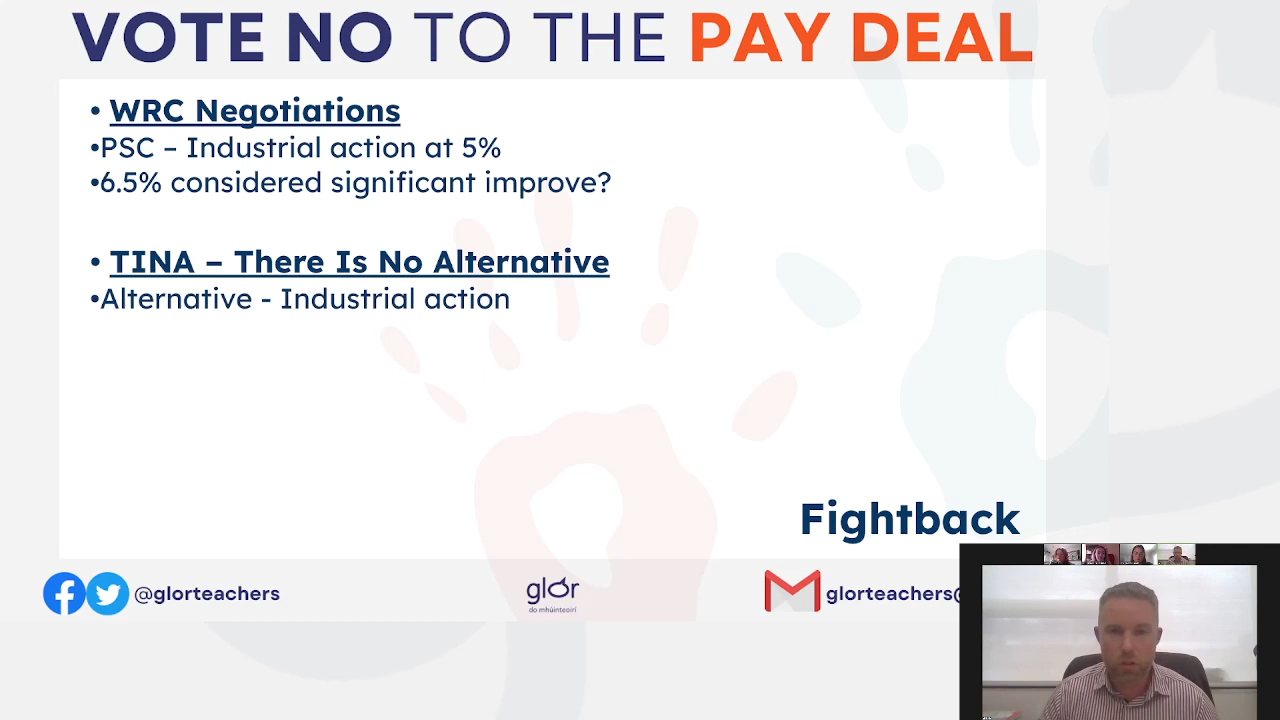 VOTE NO TO THE PAY DEAL
• WRC Negotiations
•PSC – Industrial action at 5%
•6.5% considered significant improve?
• TINA – There Is No Alternative
•Alternative - Industrial action
Fightback
@glorteachers
glór
do mhúinteoirí
glorteachers@